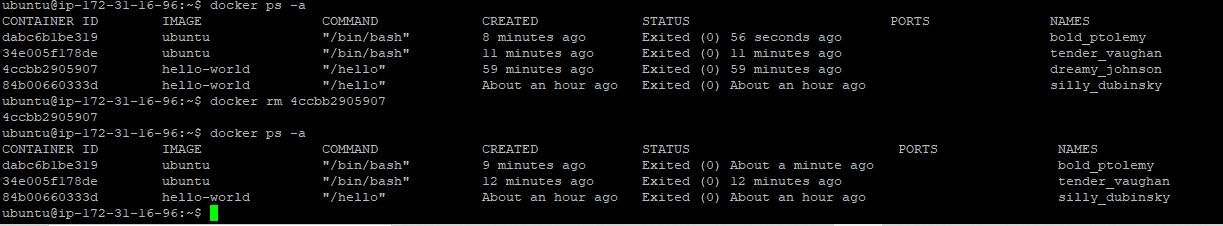 ubuntu@ip-172-31-16-96:~$ docker ps -a
CONTAINER ID IMAGE COMMAND CREATED STATUS PORTS NAMES
dabc6b1be319 ubuntu "/bin/bash" 8 minutes ago Exited (0) 56 seconds ago bold_ptolemy
34e005f178de ubuntu "/bin/bash" 11 minutes ago Exited (0) 11 minutes ago tender_vaughan
4ccbb2905907 hello-world "/hello" 59 minutes ago Exited (0) 59 minutes ago dreamy_johnson
84b00660333d hello-world "/hello" About an hour ago Exited (0) About an hour ago silly_dubinsky
ubuntu@ip-172-31-16-96:~$ docker rm 4ccbb2905907
4ccbb2905907
ubuntu@ip-172-31-16-96:~$ docker ps -a
CONTAINER ID IMAGE COMMAND CREATED STATUS PORTS NAMES
dabc6b1be319 ubuntu "/bin/bash" 9 minutes ago Exited (0) About a minute ago bold_ptolemy
34e005f178de ubuntu "/bin/bash" 12 minutes ago Exited (0) 12 minutes ago tender_vaughan
84b00660333d hello-world "/hello" About an hour ago Exited (0) About an hour ago silly_dubinsky
ubuntu@ip-172-31-16-96:~$